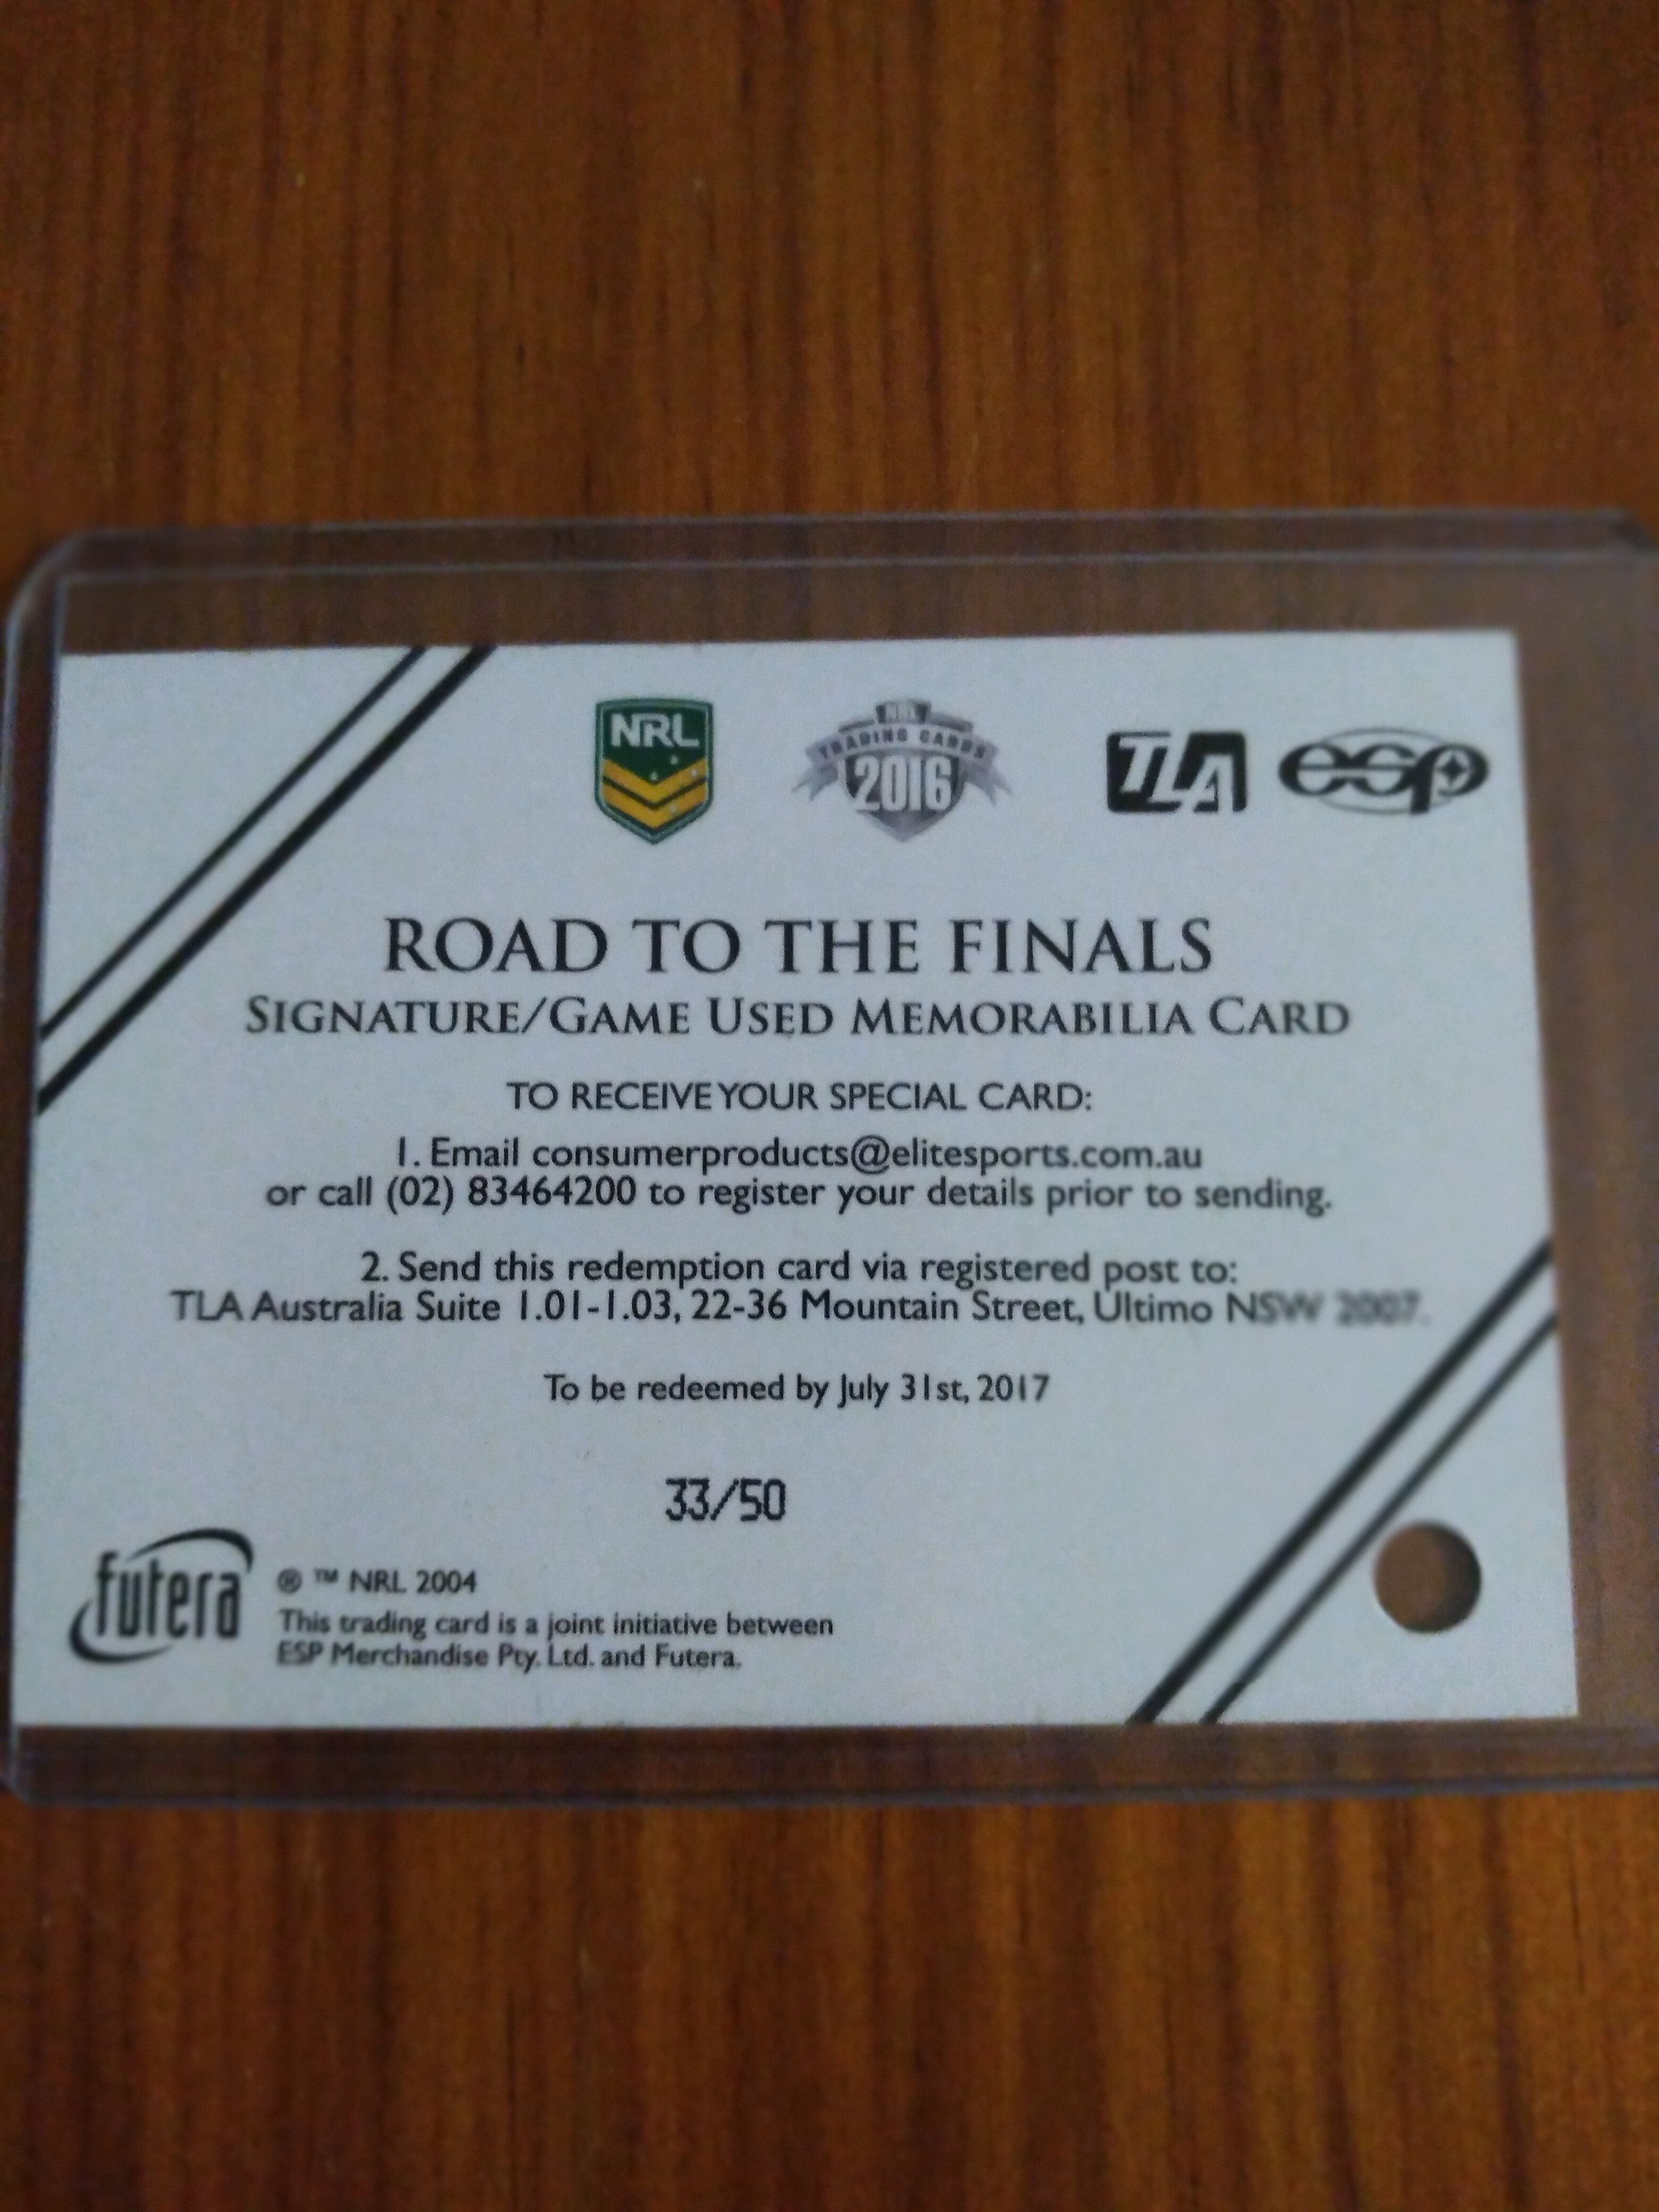 NRL
NRL
TRADING CARDS
2016
TLA
esp
ROAD TO THE FINALS
SIGNATURE/GAME USED MEMORABILIA CARD
TO RECEIVE YOUR SPECIAL CARD:
1. Email consumerproducts@elitesports.com.au
or call (02) 83464200 to register your details prior to sending.
2. Send this redemption card via registered post to:
TLA Australia Suite 1.01-1.03, 22-36 Mountain Street, Ultimo NSW 2007.
To be redeemed by July 31st, 2017
33/50
futera
® ™ NRL 2004
This trading card is a joint initiative between
ESP Merchandise Pty. Ltd. and Futera.